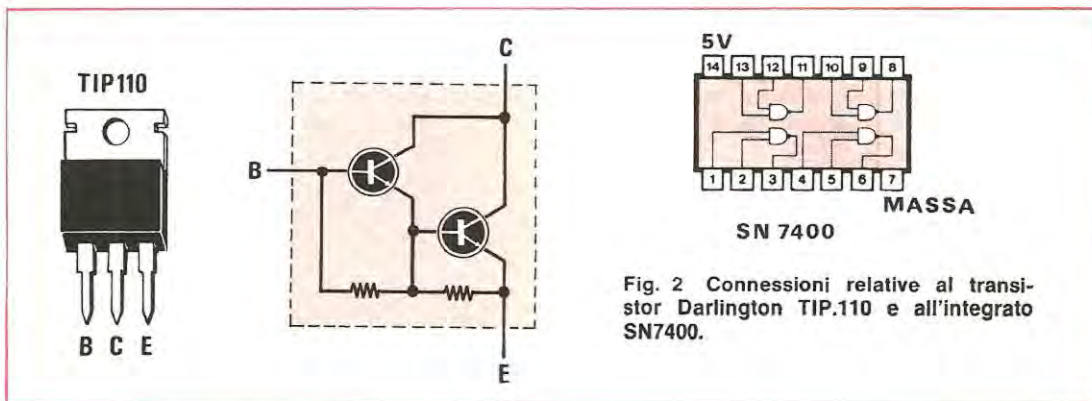 TIP110
B C E
C
B
E
5V
14 13 12 11 10 9 8
1 2 3 4 5 6 7
MASSA
SN 7400
Fig. 2 Connessioni relative al transi-
stor Darlington TIP.110 e all'integrato
SN7400.